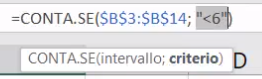 =CONTA.SE($B$3:$B$14; "<6")
CONTA.SE(intervallo; criterio)
D